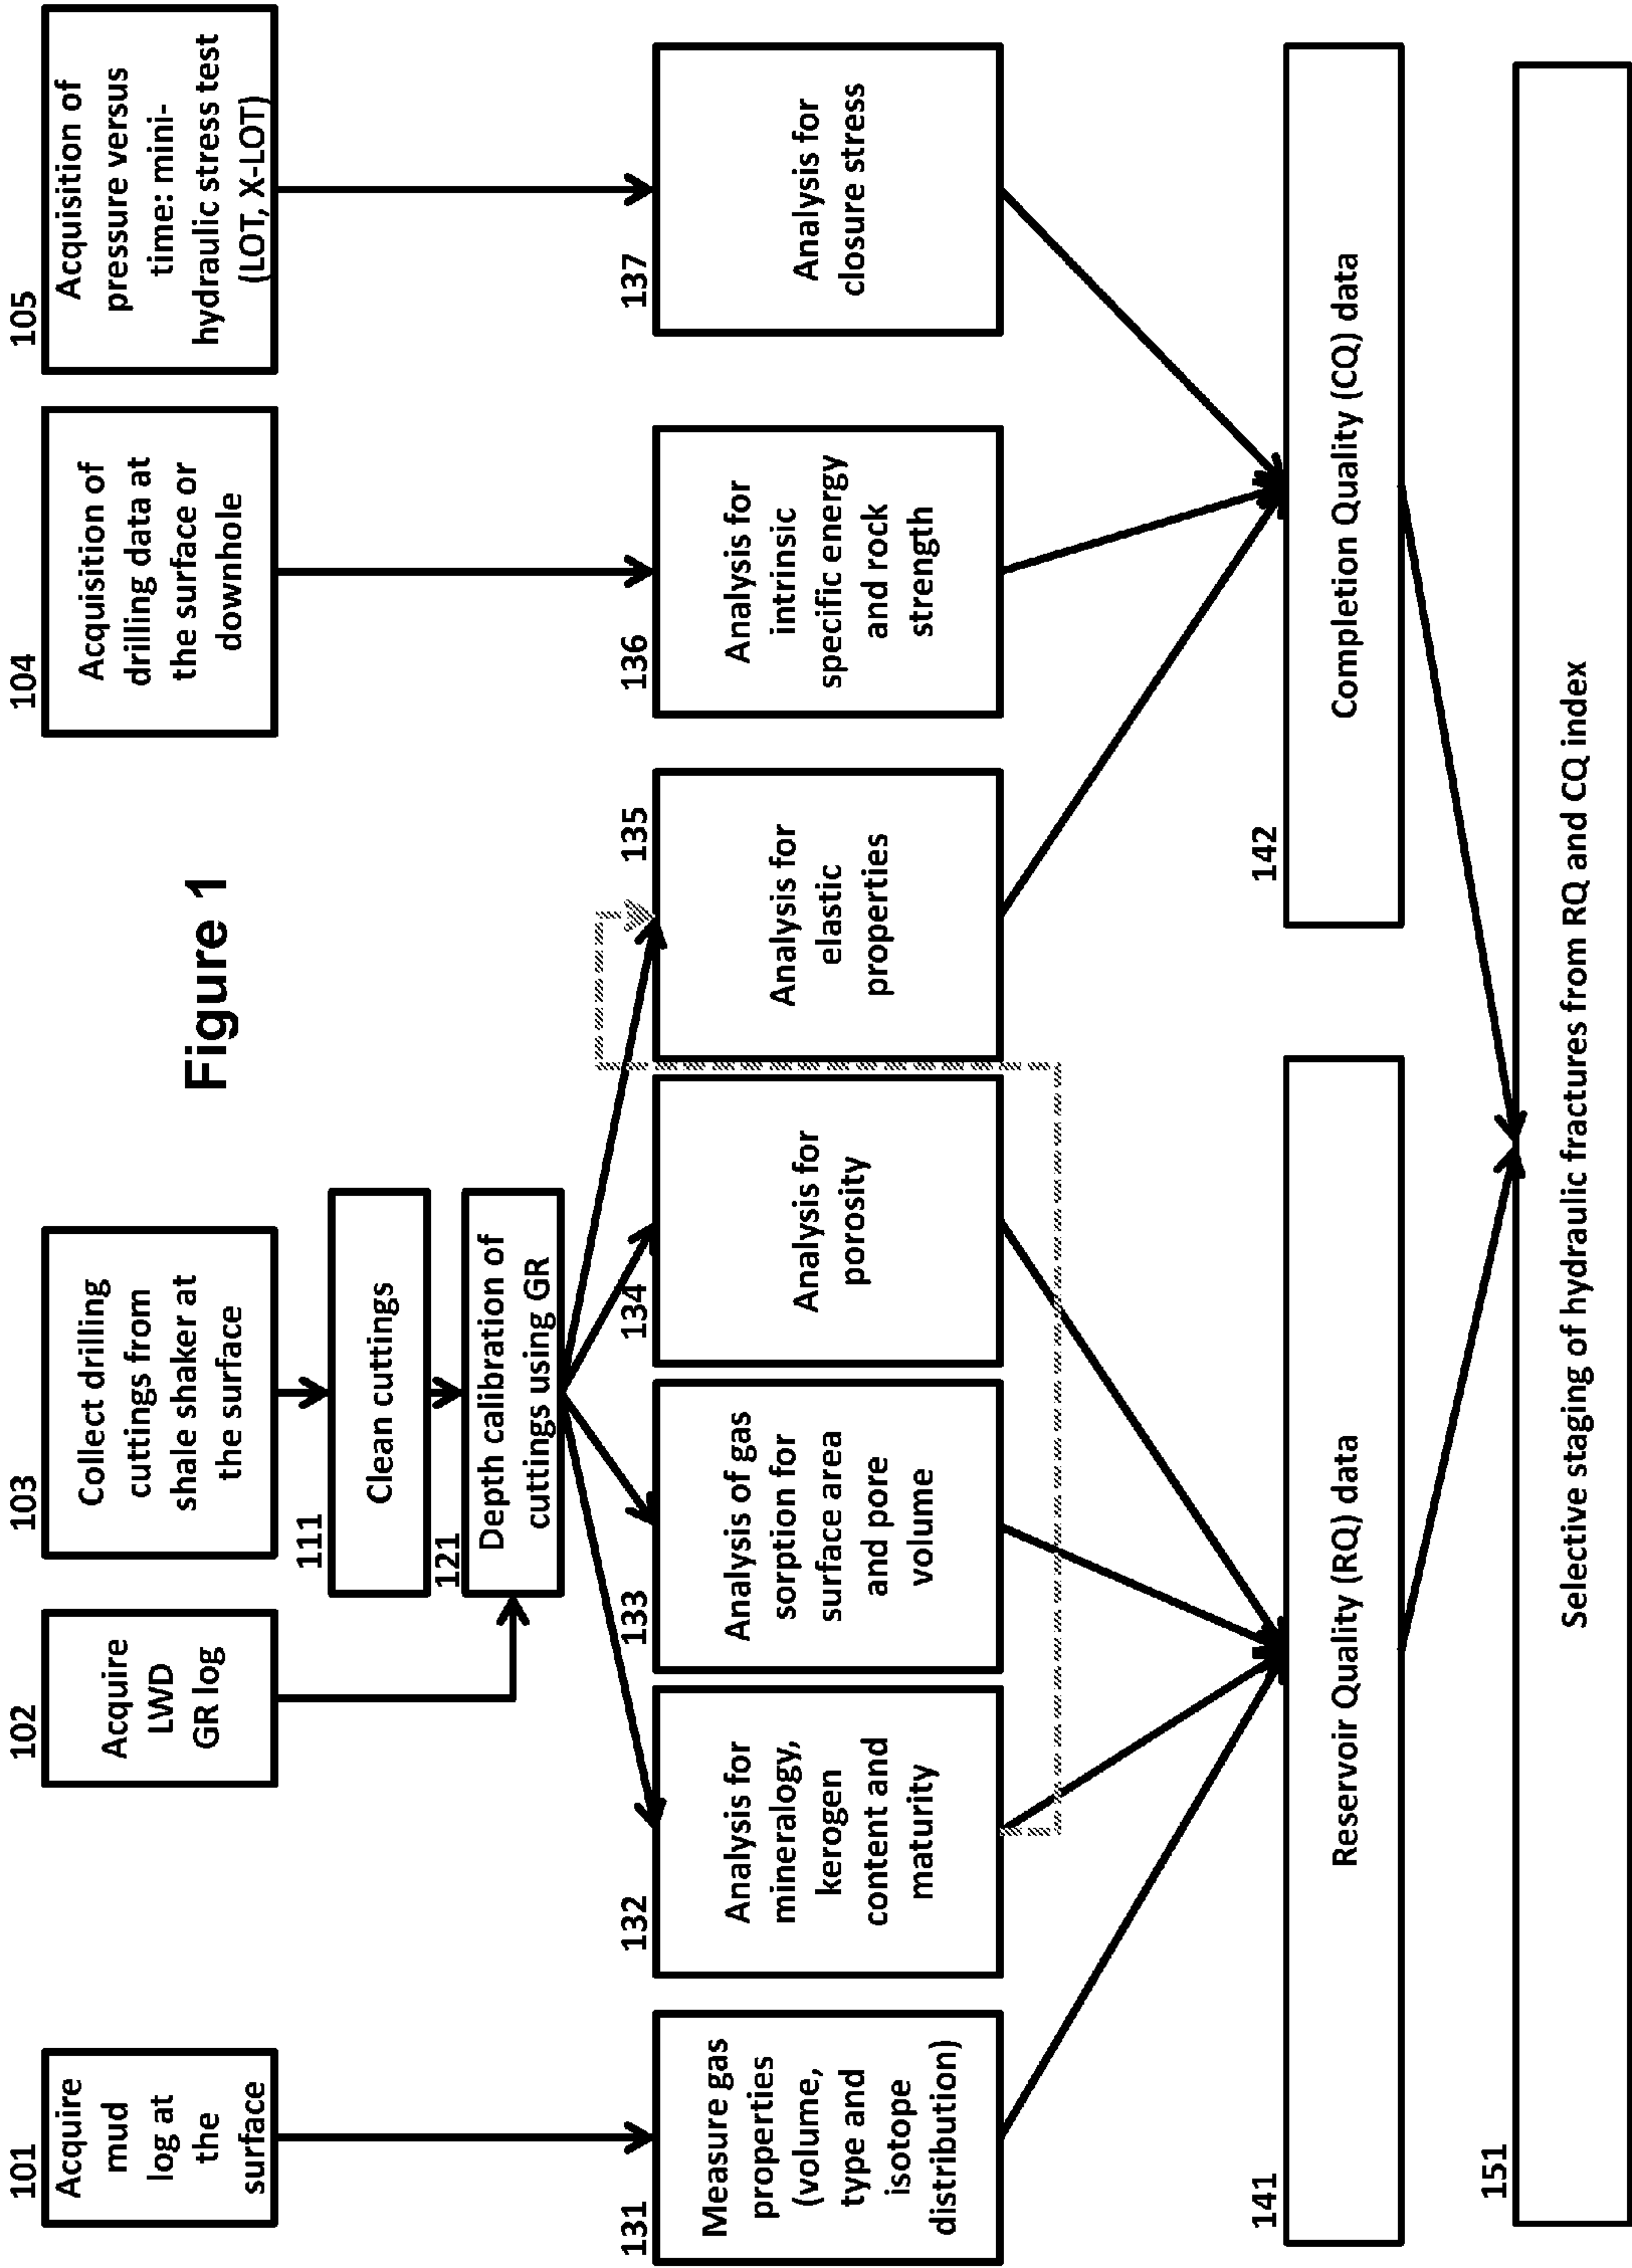 Figure 1
101
Acquire
mud
log at
the
surface
102
Acquire
LWD
GR log
103
Collect drilling
cuttings from
shale shaker at
the surface
104
Acquisition of
drilling data at
the surface or
downhole
105
Acquisition of
pressure versus
time: mini-
hydraulic stress test
(LOT, X-LOT)
111
Clean cuttings
121
Depth calibration of
cuttings using GR
131
Measure gas
properties
(volume,
type and
isotope
distribution)
132
Analysis for
mineralogy,
kerogen
content and
maturity
133
Analysis of gas
sorption for
surface area
and pore
volume
134
Analysis for
porosity
135
Analysis for
elastic
properties
136
Analysis for
intrinsic
specific energy
and rock
strength
137
Analysis for
closure stress
141
Reservoir Quality (RQ) data
142
Completion Quality (CQ) data
151
Selective staging of hydraulic fractures from RQ and CQ index